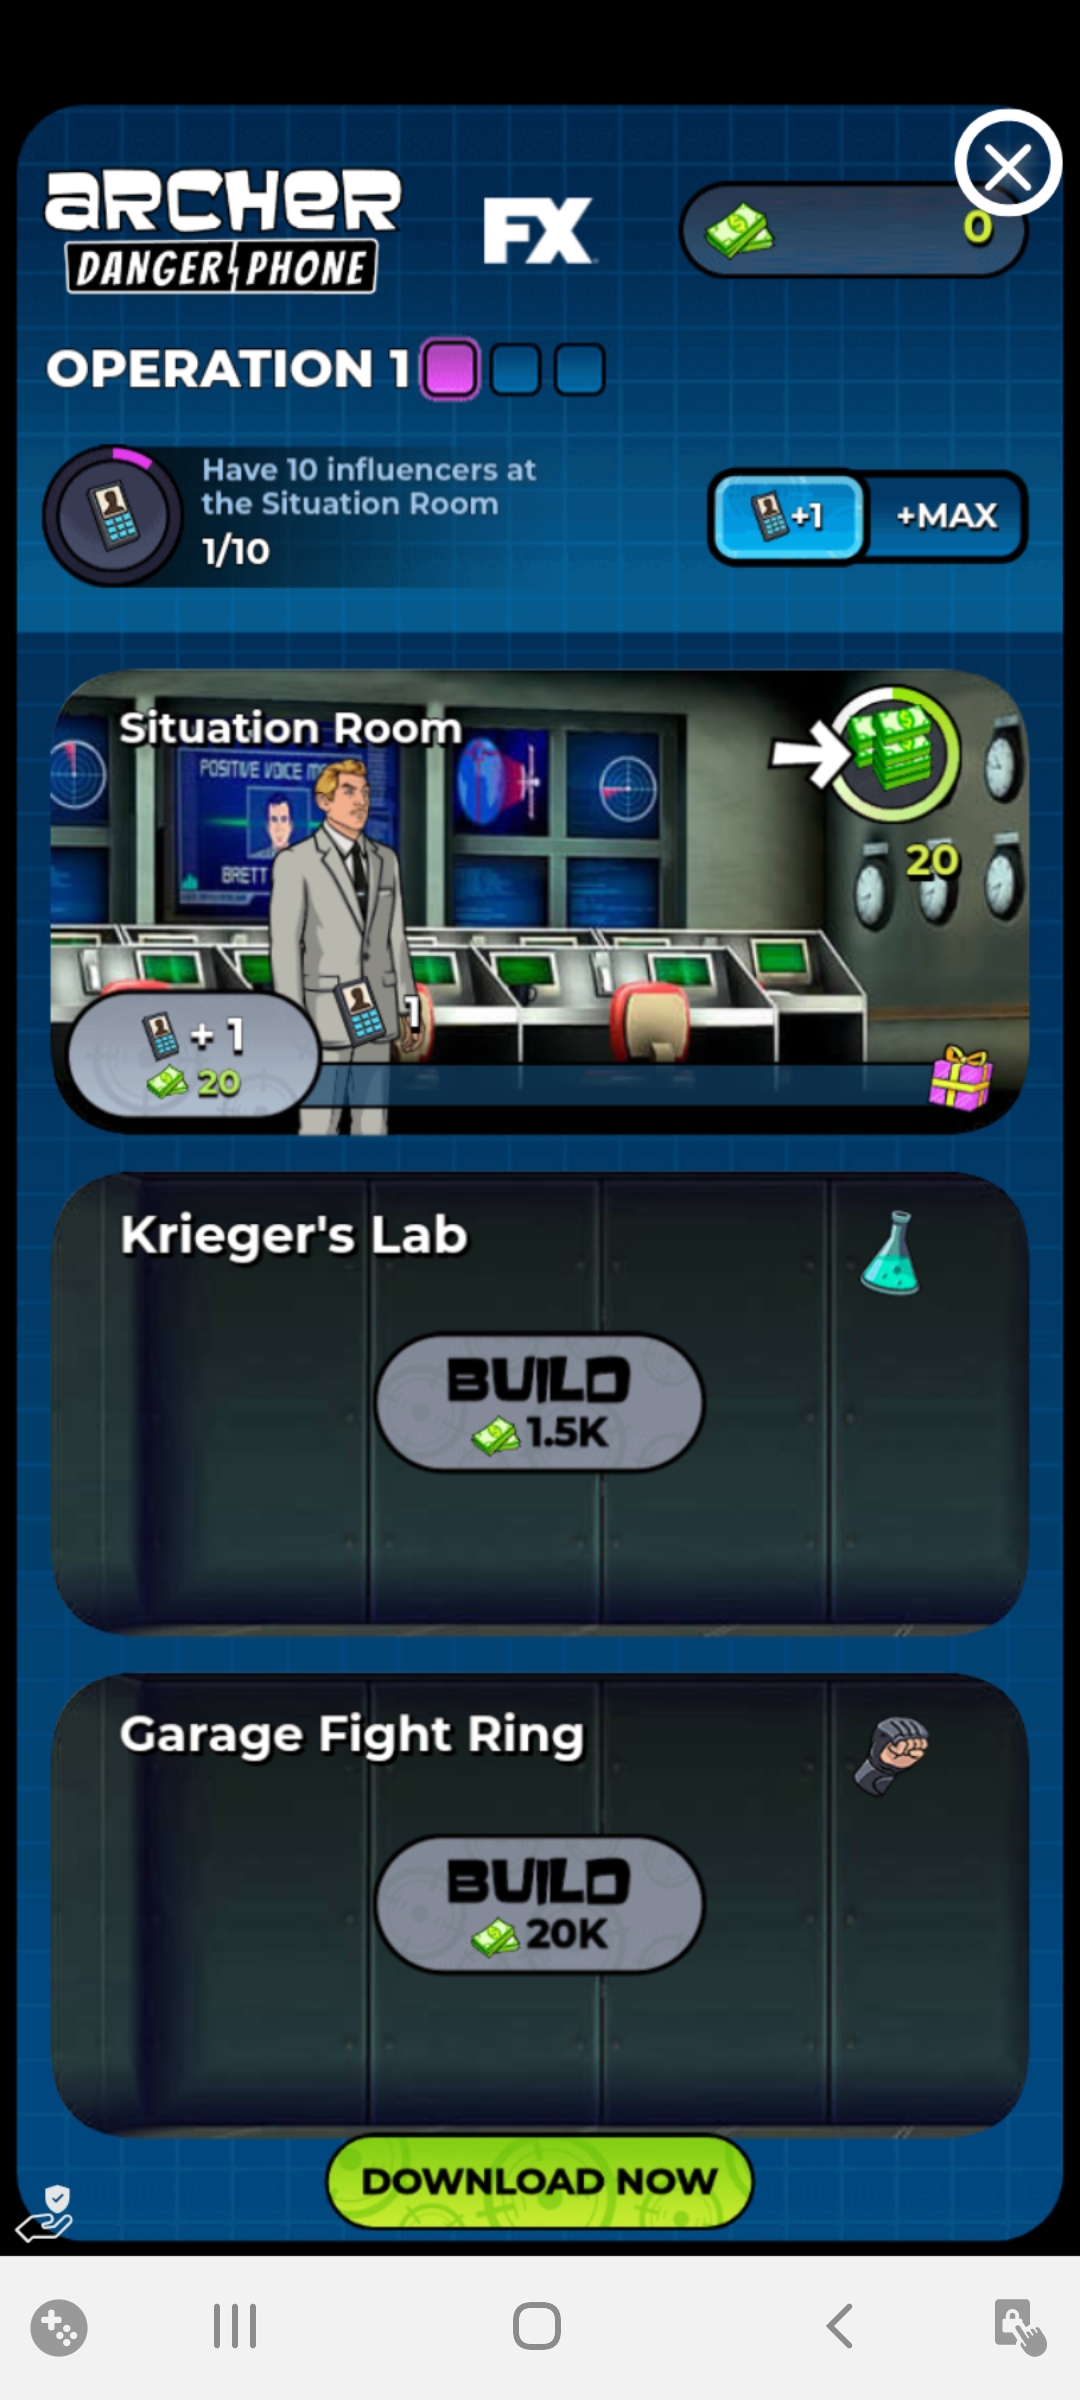 ARCHER
DANGER PHONE
FX
0
OPERATION 1
Have 10 influencers at
the Situation Room
1/10
+1
+MAX
Situation Room
POSITIVE VOICE
BRETT
20
1
+ 1
20
Krieger's Lab
BUILD
1.5K
Garage Fight Ring
BUILD
20K
DOWNLOAD NOW